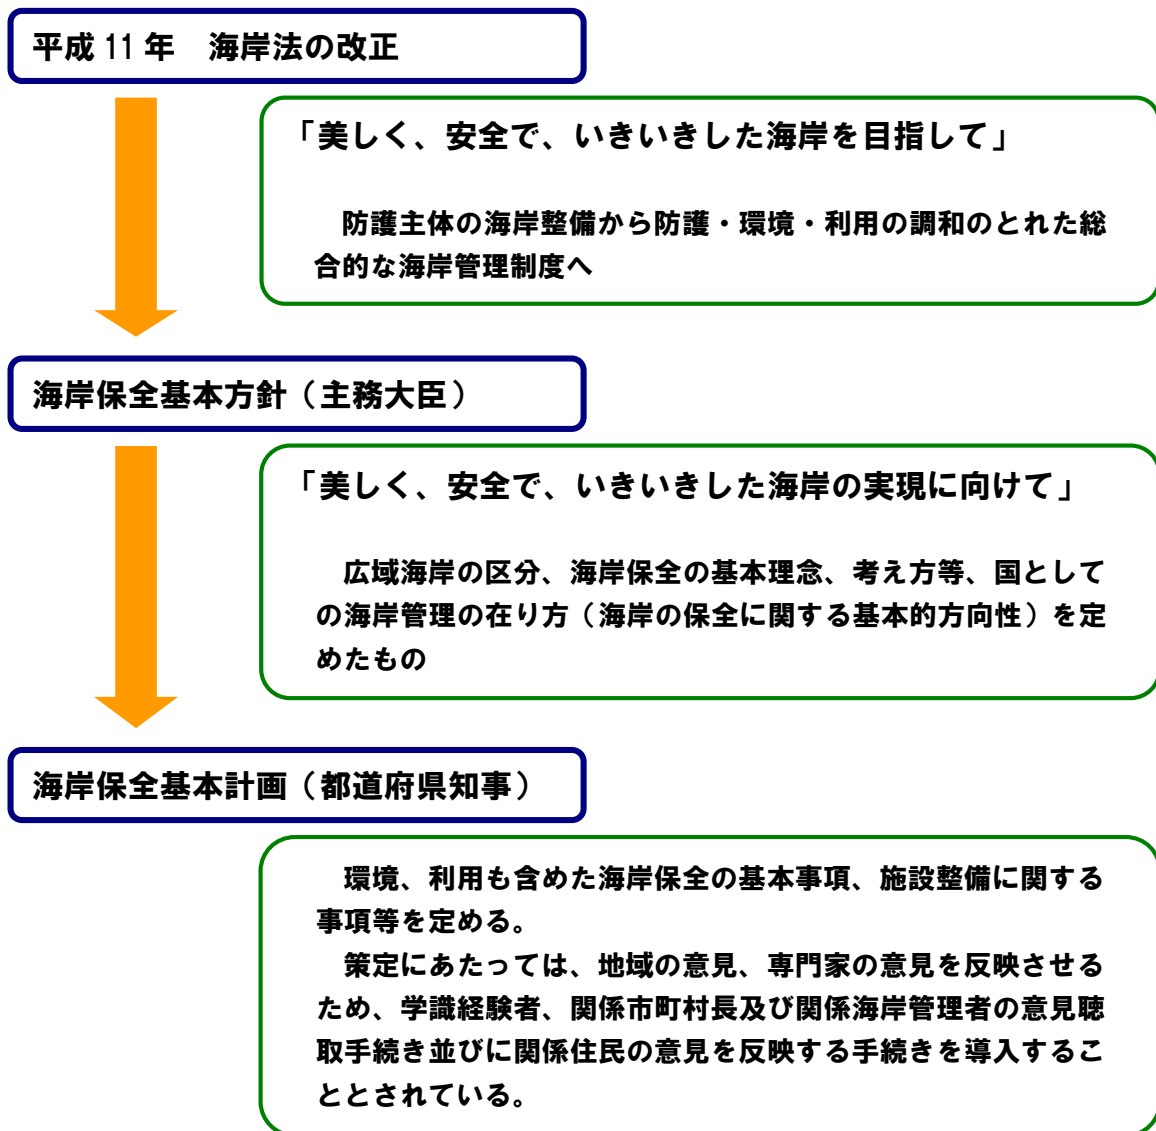 平成 11 年　海岸法の改正
「美しく、安全で、いきいきした海岸を目指して」
防護主体の海岸整備から防護・環境・利用の調和のとれた総
合的な海岸管理制度へ
海岸保全基本方針（主務大臣）
「美しく、安全で、いきいきした海岸の実現に向けて」
広域海岸の区分、海岸保全の基本理念、考え方等、国として
の海岸管理の在り方（海岸の保全に関する基本的方向性）を定
めたもの
海岸保全基本計画（都道府県知事）
環境、利用も含めた海岸保全の基本事項、施設整備に関する
事項等を定める。
策定にあたっては、地域の意見、専門家の意見を反映させる
ため、学識経験者、関係市町村長及び関係海岸管理者の意見聴
取手続き並びに関係住民の意見を反映する手続きを導入するこ
ととされている。